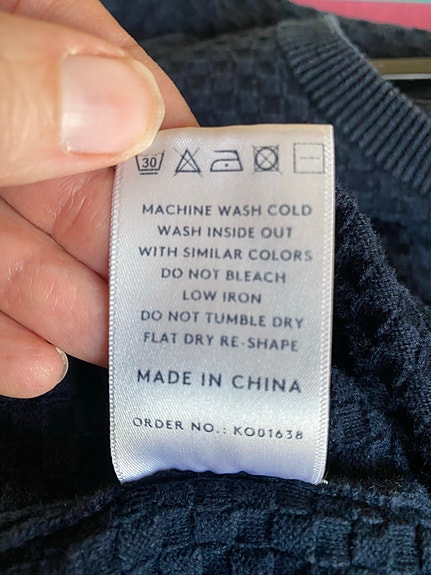 30
MACHINE WASH COLD
WASH INSIDE OUT
WITH SIMILAR COLORS
DO NOT BLEACH
LOW IRON
DO NOT TUMBLE DRY
FLAT DRY RE-SHAPE
MADE IN CHINA
ORDER NO.: KO01638